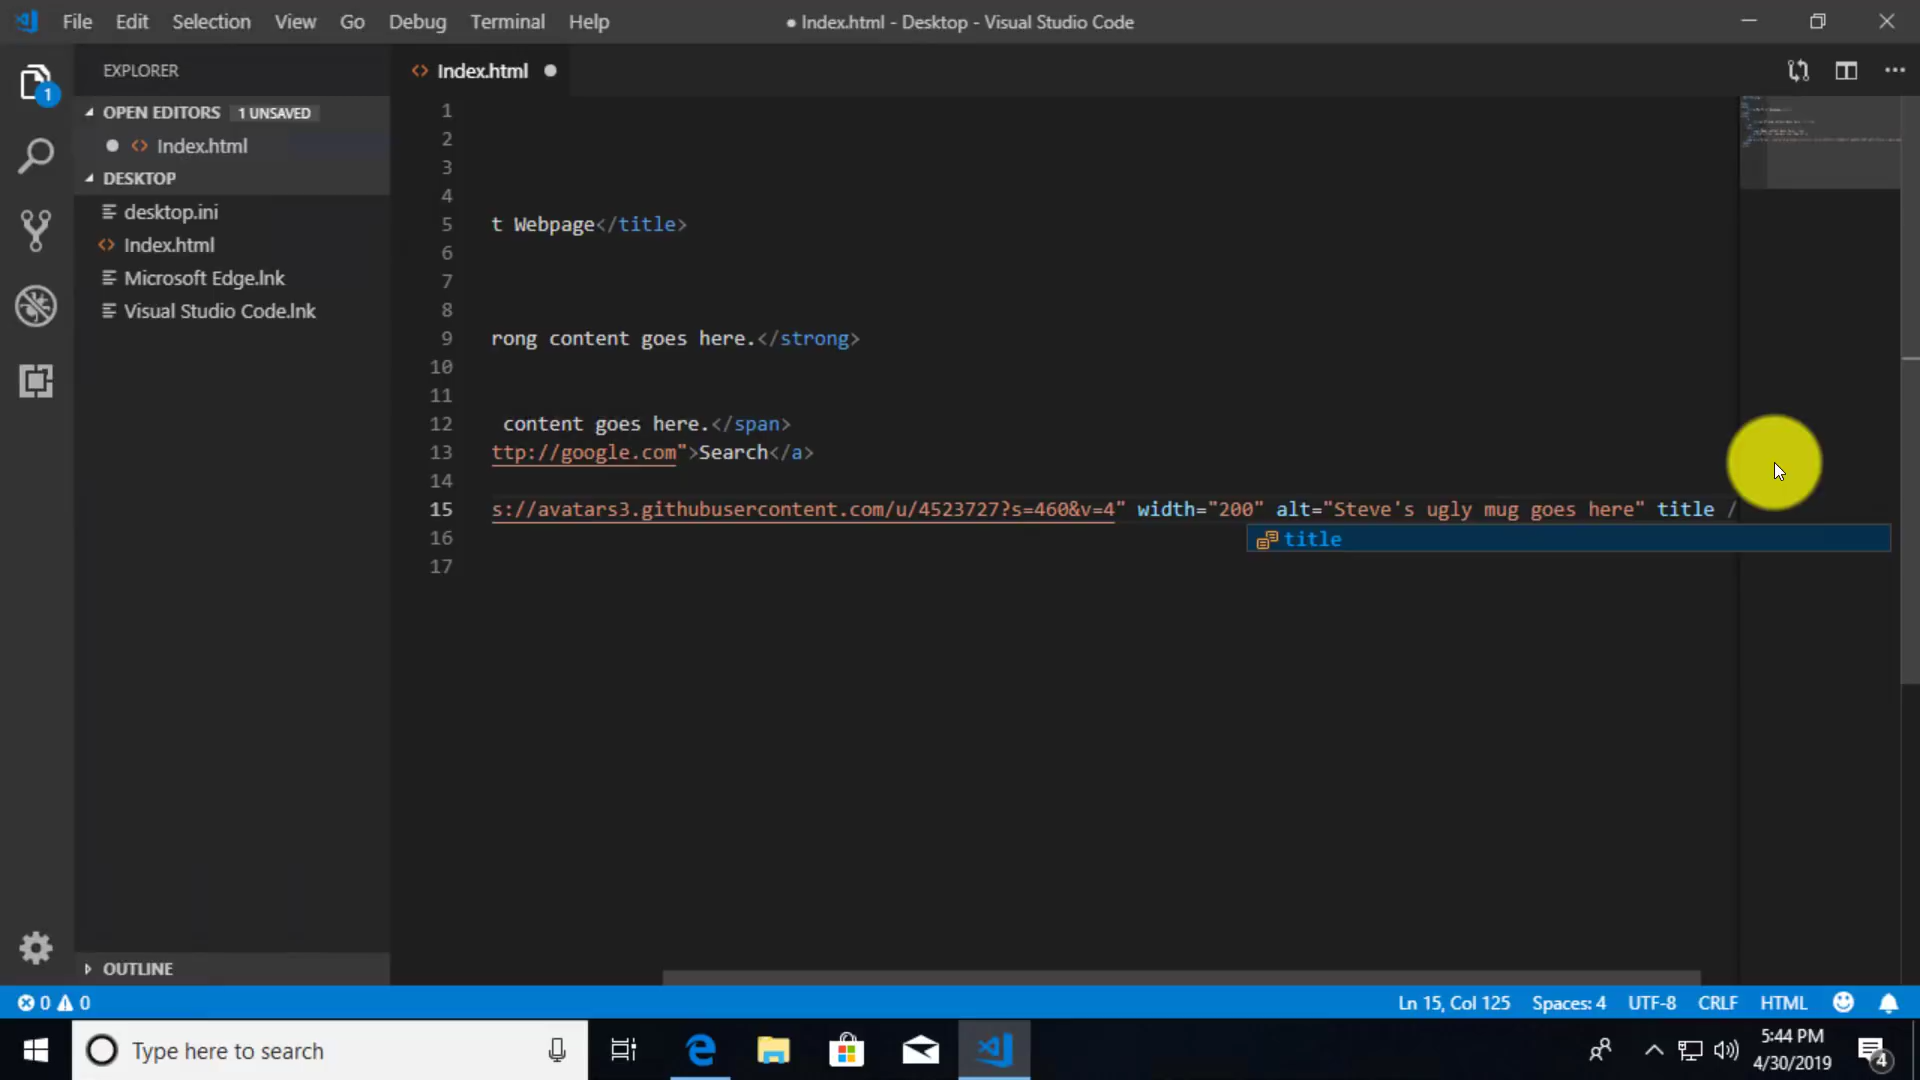 File Edit Selection View Go Debug Terminal Help
● Index.html - Desktop - Visual Studio Code
EXPLORER
Index.html
OPEN EDITORS 1 UNSAVED
Index.html
DESKTOP
desktop.ini
Index.html
Microsoft Edge.lnk
Visual Studio Code.lnk
OUTLINE
1
1
2
3
4
5 t Webpage</title>
6
7
8
9 rong content goes here.</strong>
10
11
12 content goes here.</span>
13 ttp://google.com">Search</a>
14
15 s://avatars3.githubusercontent.com/u/4523727?s=460&v=4" width="200" alt="Steve's ugly mug goes here" title /
title
16
17
0 0
Ln 15, Col 125 Spaces: 4 UTF-8 CRLF HTML
Type here to search
5:44 PM
4/30/2019
4